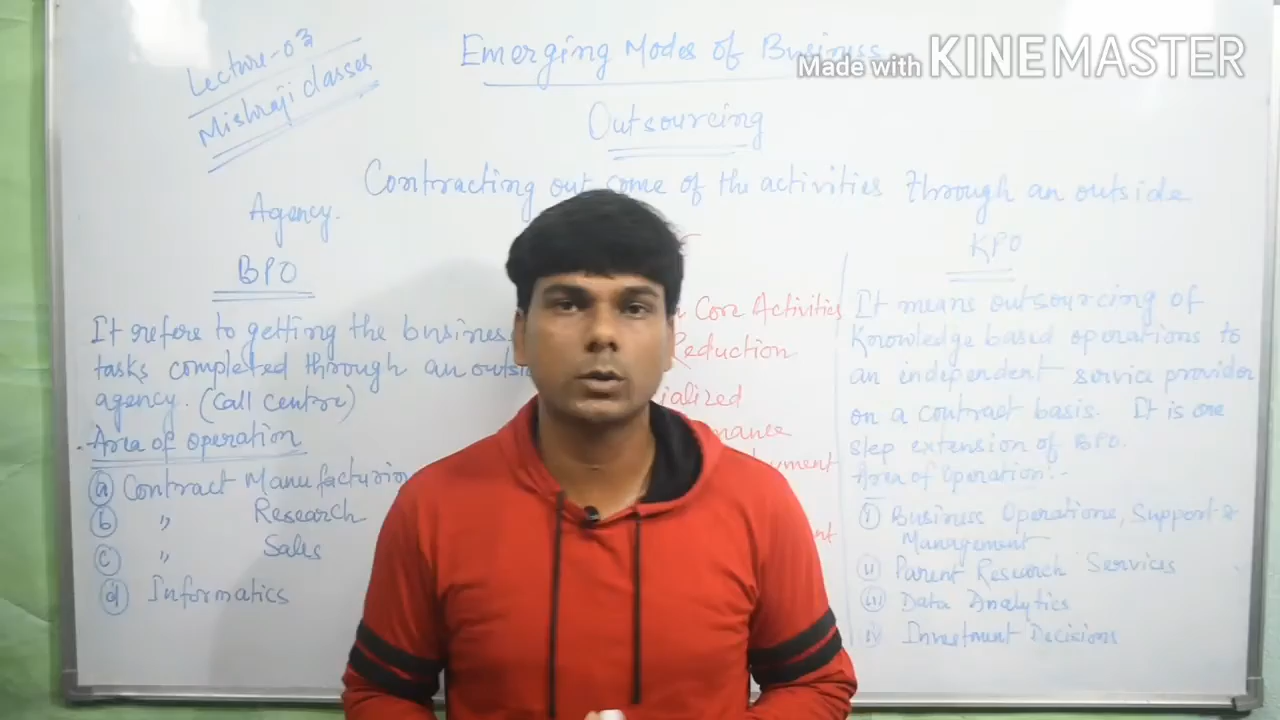 Lecture-03
Mishraji classes
Emerging Modes of Business
Made with KINEMASTER
Outsourcing
Contracting out some of the activities through an outside
Agency.
BPO
It refers to getting the busines
tasks completed through an outsi
agency. (Call centre)
Area of operation
(a) Contract Manufacturing
(b) " Research
(c) " Sales
(d) Informatics
Core Activities
Reduction
ialized
KPO
It means outsourcing of
Knowledge based operations to
an independent service provider
on a contract basis. It is one
step extension of BPO.
Area of Operation:-
(i) Business Operations, Support &
Management
(ii) Parent Research Services
(iii) Data Analytics
(iv) Investment Decisions